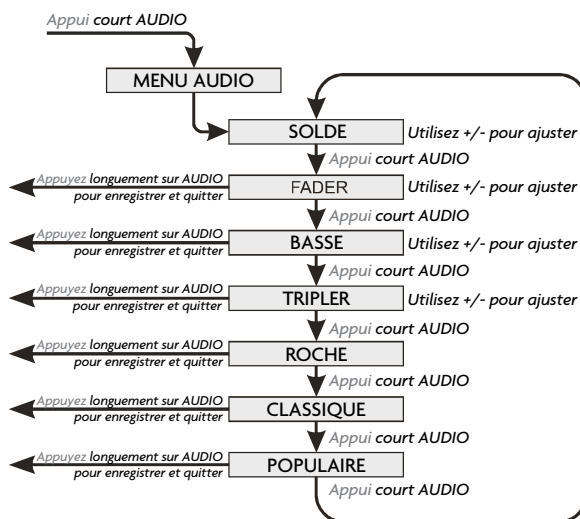 Appui court AUDIO
MENU AUDIO
SOLDE Utilisez +/- pour ajuster
Appui court AUDIO
Appuyez longuement sur AUDIO
pour enregistrer et quitter
FADER Utilisez +/- pour ajuster
Appui court AUDIO
Appuyez longuement sur AUDIO
pour enregistrer et quitter
BASSE Utilisez +/- pour ajuster
Appui court AUDIO
Appuyez longuement sur AUDIO
pour enregistrer et quitter
TRIPLER Utilisez +/- pour ajuster
Appui court AUDIO
Appuyez longuement sur AUDIO
pour enregistrer et quitter
ROCHE
Appui court AUDIO
Appuyez longuement sur AUDIO
pour enregistrer et quitter
CLASSIQUE
Appui court AUDIO
Appuyez longuement sur AUDIO
pour enregistrer et quitter
POPULAIRE
Appui court AUDIO